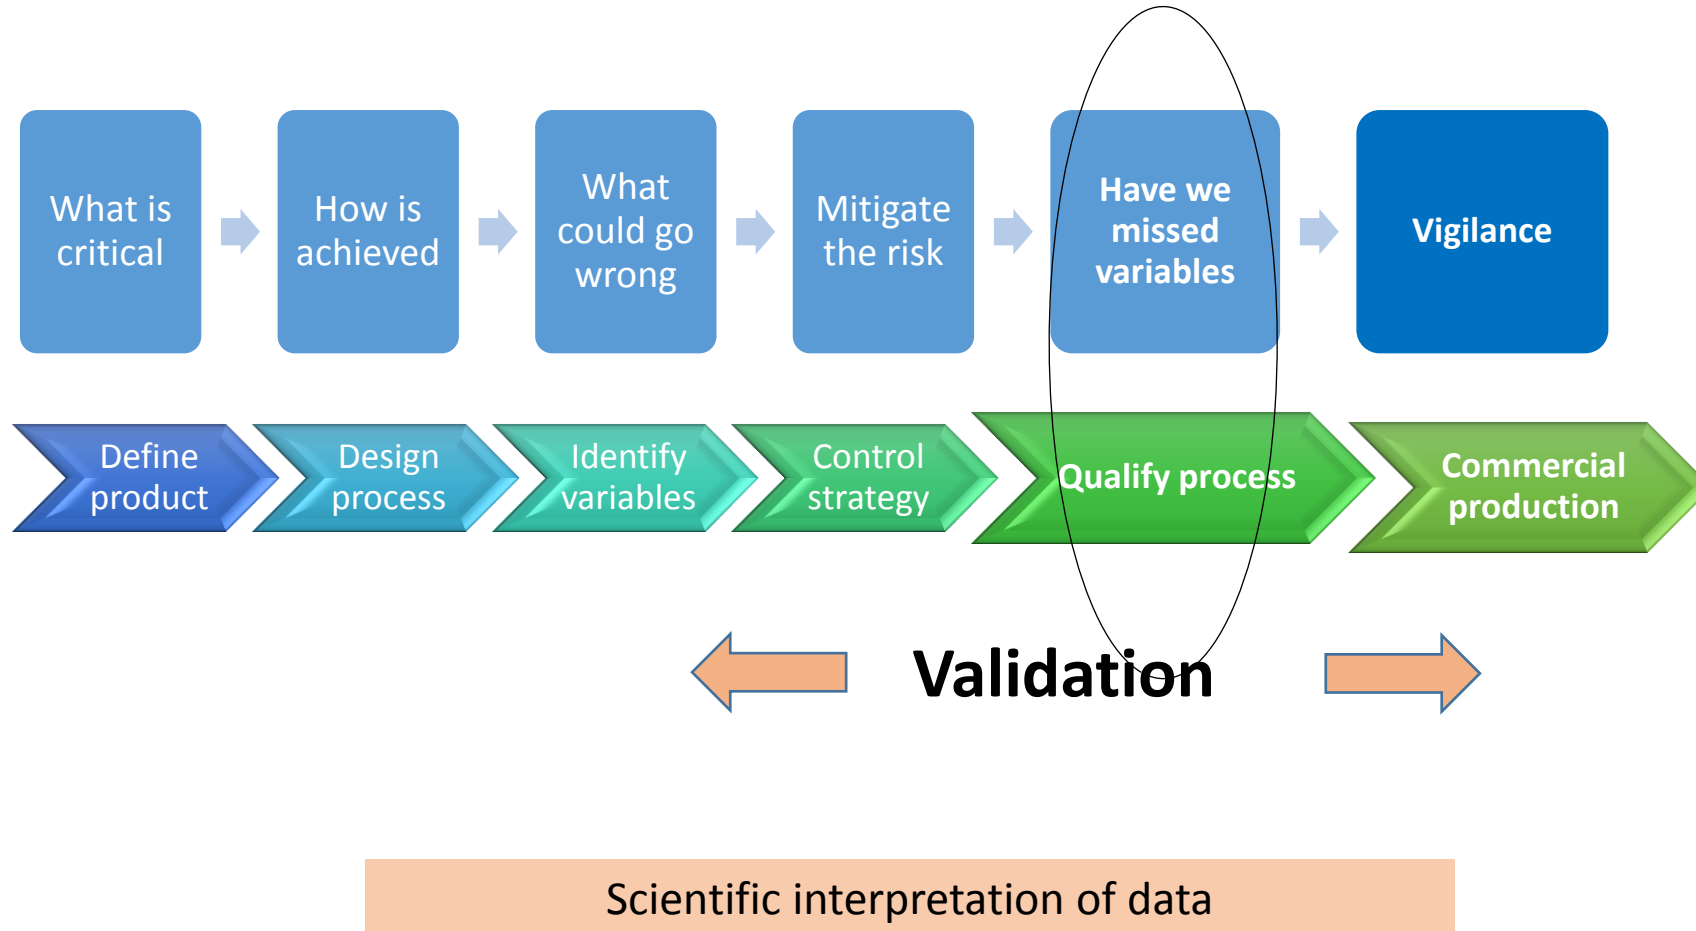 What is
critical
How is
achieved
What
could go
wrong
Mitigate
the risk
Have we
missed
variables
Vigilance
Define
product
Design
process
Identify
variables
Control
strategy
Qualify process
Commercial
production
Validation
Scientific interpretation of data